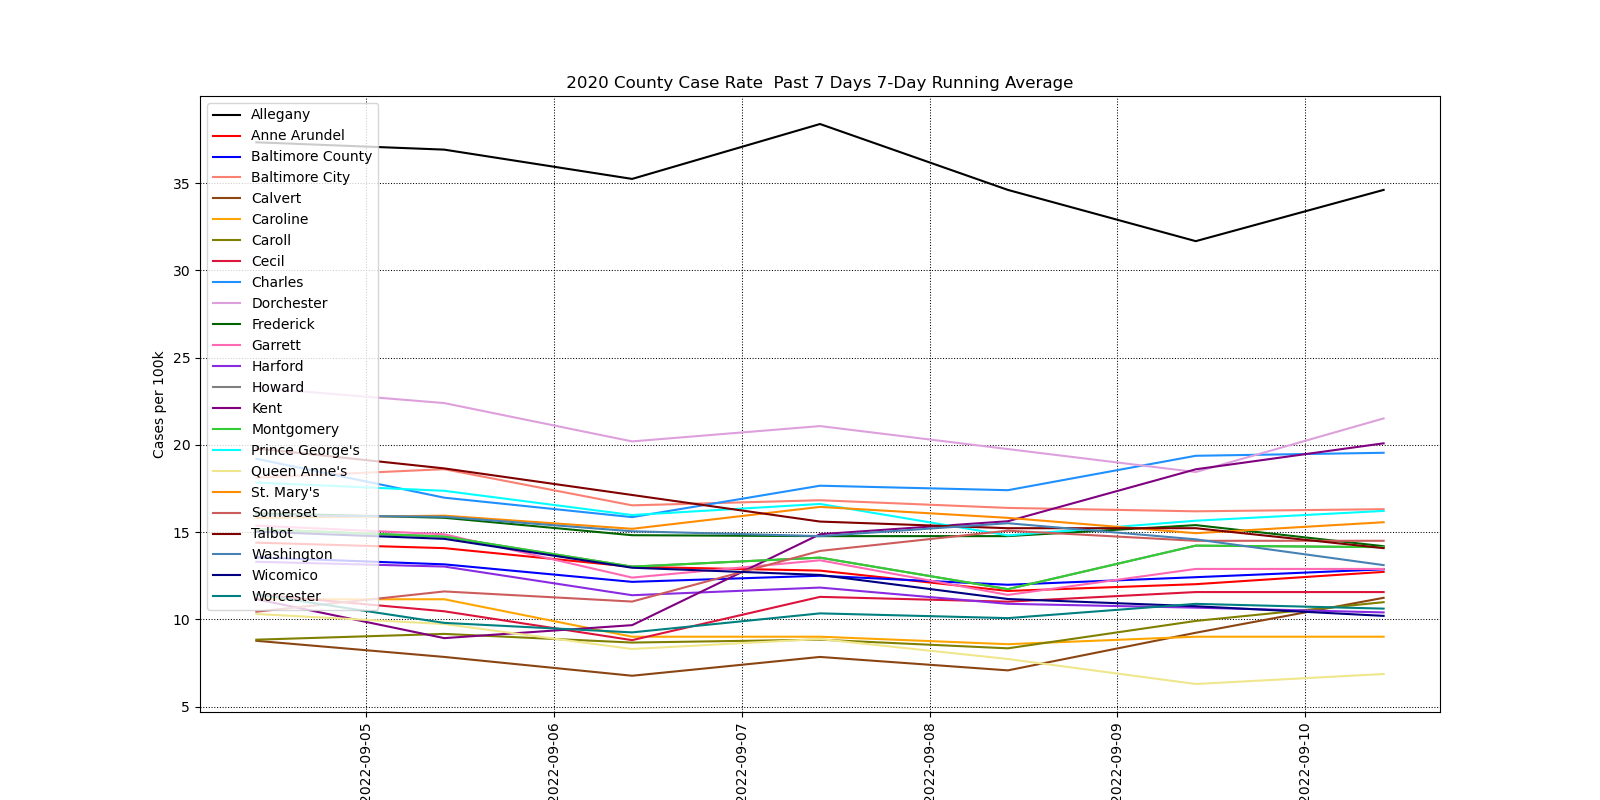 2020 County Case Rate  Past 7 Days 7-Day Running Average
Allegany
Anne Arundel
Baltimore County
Baltimore City
Calvert
Caroline
Caroll
Cecil
Charles
Dorchester
Frederick
Garrett
Harford
Howard
Kent
Montgomery
Prince George's
Queen Anne's
St. Mary's
Somerset
Talbot
Washington
Wicomico
Worcester
Cases per 100k
35
30
25
20
15
10
5
2022-09-05
2022-09-06
2022-09-07
2022-09-08
2022-09-09
2022-09-10